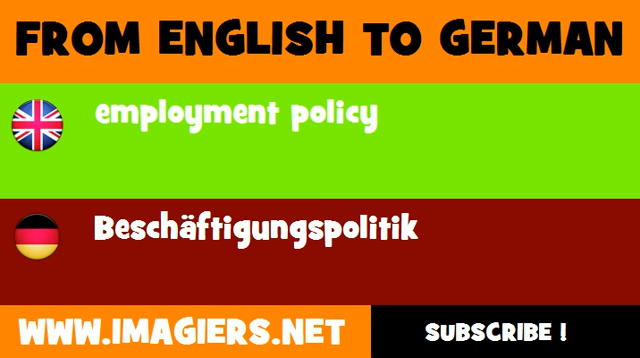 FROM ENGLISH TO GERMAN
employment policy
Beschäftigungspolitik
WWW.IMAGIERS.NET
SUBSCRIBE !